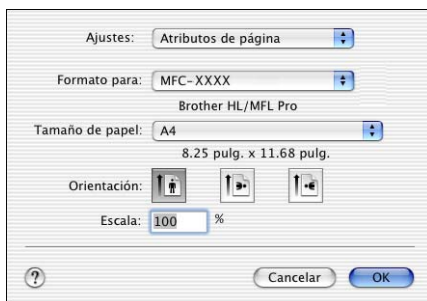 Ajustes: Atributos de página
Formato para: MFC-XXXX
Brother HL/MFL Pro
Tamaño de papel: A4
8.25 pulg. x 11.68 pulg.
Orientación:
Escala: 100 %
? Cancelar OK